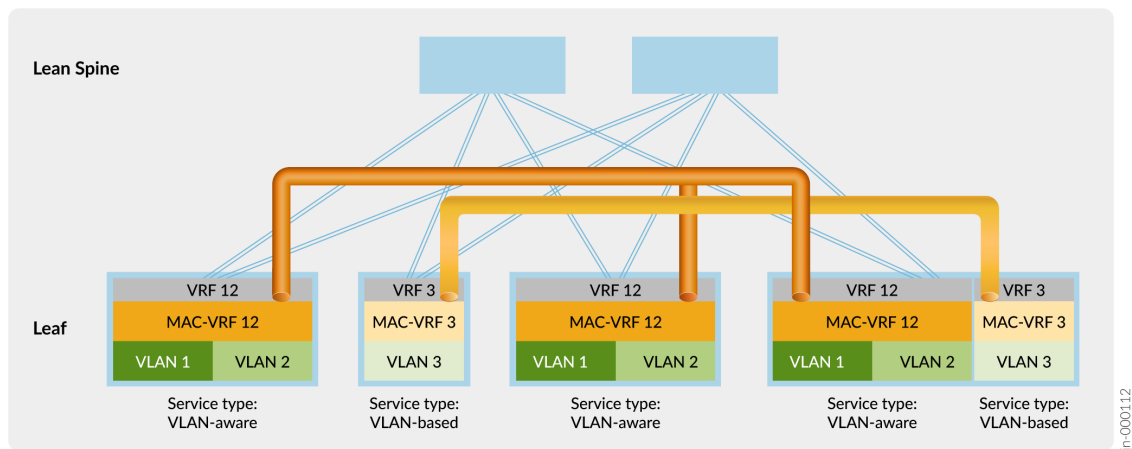 Lean Spine
VRF 12
VRF 3
VRF 12
VRF 12
VRF 3
Leaf
MAC-VRF 12
MAC-VRF 3
MAC-VRF 12
MAC-VRF 12
MAC-VRF 3
VLAN 1
VLAN 2
VLAN 3
VLAN 1
VLAN 2
VLAN 1
VLAN 2
VLAN 3
Service type:
VLAN-aware
Service type:
VLAN-based
Service type:
VLAN-aware
Service type:
VLAN-aware
Service type:
VLAN-based
jn-000112